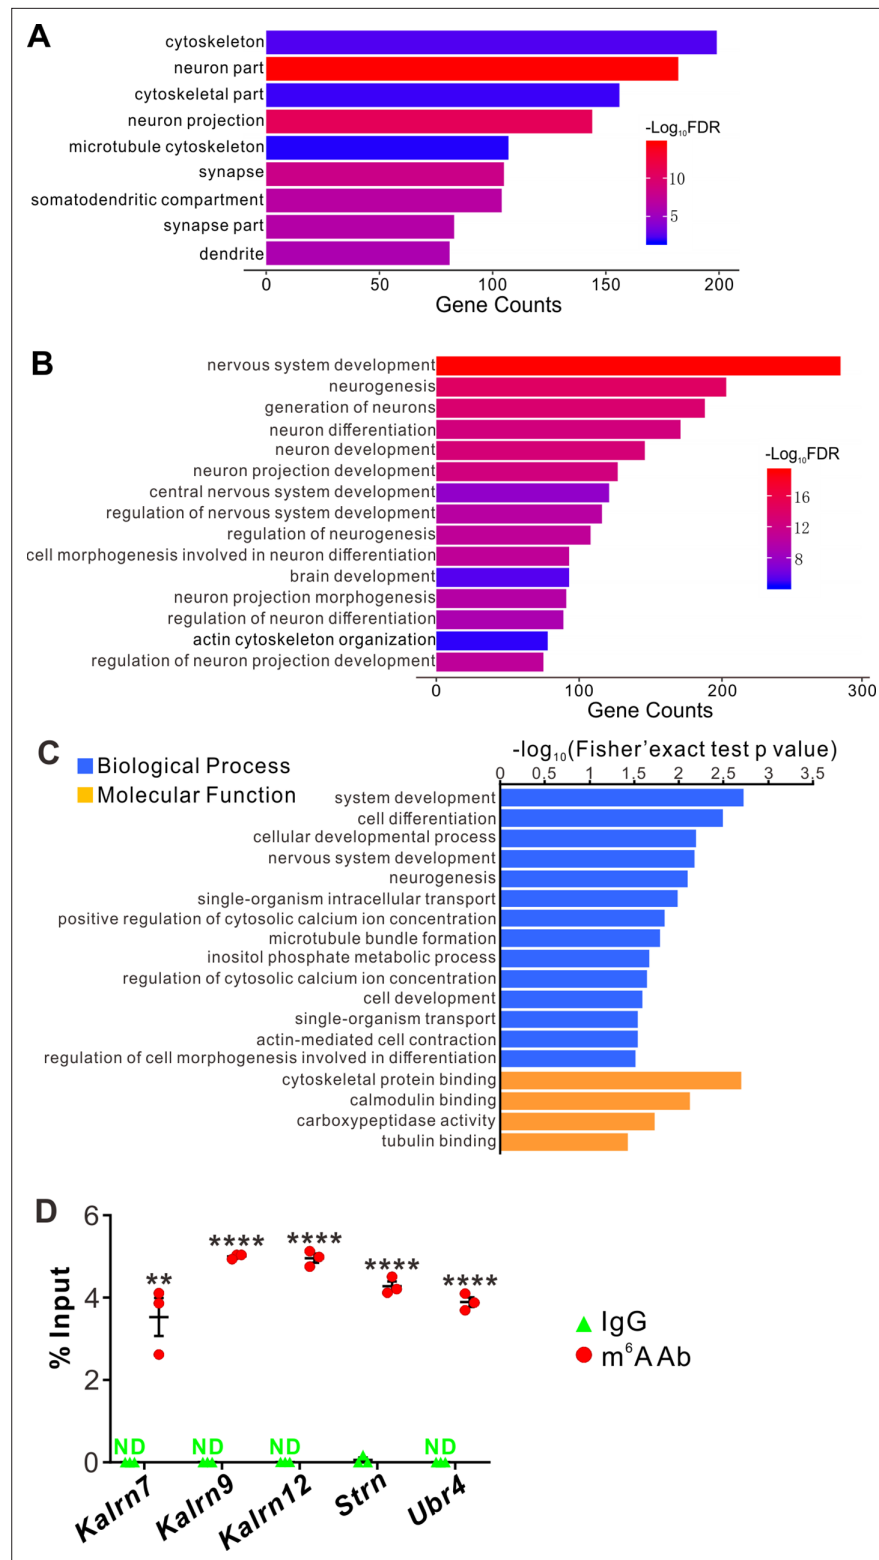 A
cytoskeleton
neuron part
cytoskeletal part
neuron projection
microtubule cytoskeleton
synapse
somatodendritic compartment
synapse part
dendrite
-Log₁₀FDR
10
5
0 50 100 150 200
Gene Counts
B
nervous system development
neurogenesis
generation of neurons
neuron differentiation
neuron development
neuron projection development
central nervous system development
regulation of nervous system development
regulation of neurogenesis
cell morphogenesis involved in neuron differentiation
brain development
neuron projection morphogenesis
regulation of neuron differentiation
actin cytoskeleton organization
regulation of neuron projection development
-Log₁₀FDR
16
12
8
0 100 200 300
Gene Counts
C
Biological Process
Molecular Function
-log₁₀(Fisher'exact test p value)
0 0.5 1 1.5 2 2.5 3 3.5
system development
cell differentiation
cellular developmental process
nervous system development
neurogenesis
single-organism intracellular transport
positive regulation of cytosolic calcium ion concentration
microtubule bundle formation
inositol phosphate metabolic process
regulation of cytosolic calcium ion concentration
cell development
single-organism transport
actin-mediated cell contraction
regulation of cell morphogenesis involved in differentiation
cytoskeletal protein binding
calmodulin binding
carboxypeptidase activity
tubulin binding
D
% Input
6
4
2
0
** **** **** **** ****
ND ND ND ND
Kalrn7 Kalrn9 Kalrn12 Strn Ubr4
IgG
m⁶A Ab